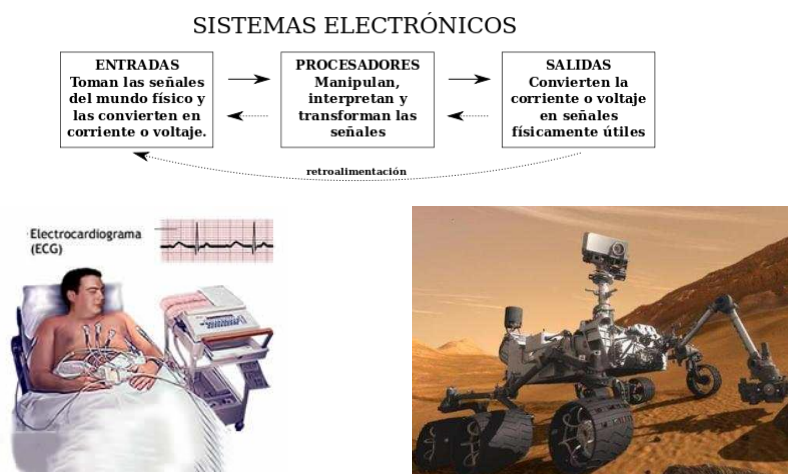 SISTEMAS ELECTRÓNICOS
ENTRADAS
Toman las señales
del mundo físico y
las convierten en
corriente o voltaje.
PROCESADORES
Manipulan,
interpretan y
transforman las
señales
SALIDAS
Convierten la
corriente o voltaje
en señales
físicamente útiles
retroalimentación
Electrocardiograma
(ECG)